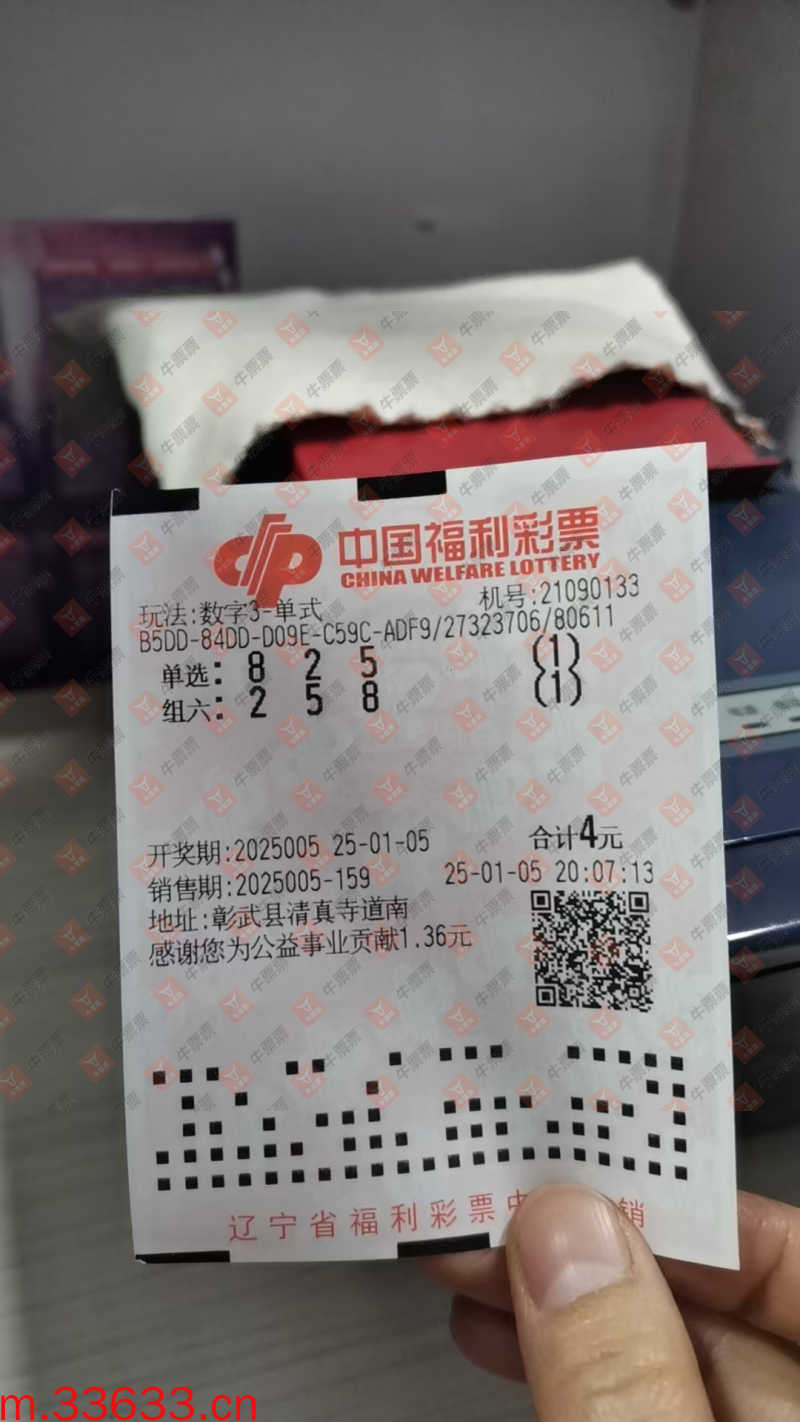 中国福利彩票
CHINA WELFARE LOTTERY
玩法:数字3-单式 机号:21090133
B5DD-84DD-D09E-C59C-ADF9/27323706/80611
单选: 8 2 5 (1)
组六: 2 5 8 (1)
开奖期:2025005 25-01-05 合计4元
销售期:2025005-159 25-01-05 20:07:13
地址:彰武县清真寺道南
感谢您为公益事业贡献1.36元
辽宁省福利彩票 销
牛票票
m.33633.cn